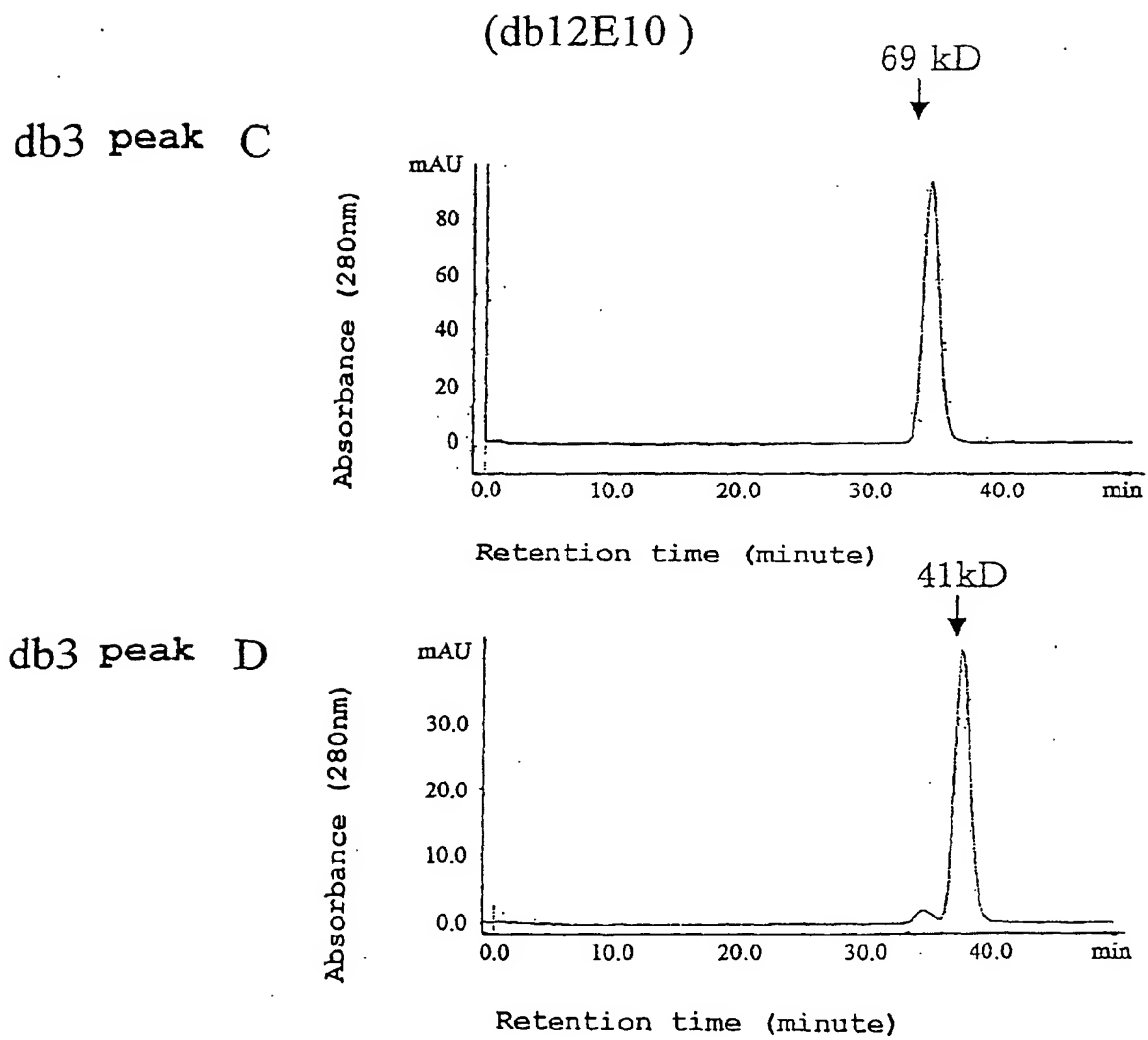 (db12E10 )
69 kD
db3 peak C
mAU
80
60
40
20
0
Absorbance (280nm)
0.0 10.0 20.0 30.0 40.0 min
Retention time (minute)
41kD
db3 peak D
mAU
30.0
20.0
10.0
0.0
Absorbance (280nm)
0.0 10.0 20.0 30.0 40.0 min
Retention time (minute)